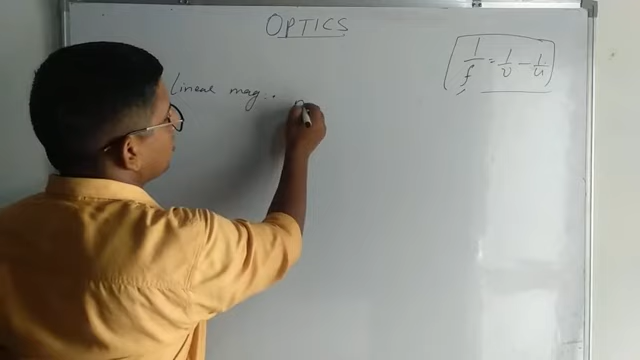 OPTICS
1/f = 1/v - 1/u
Linear mag..